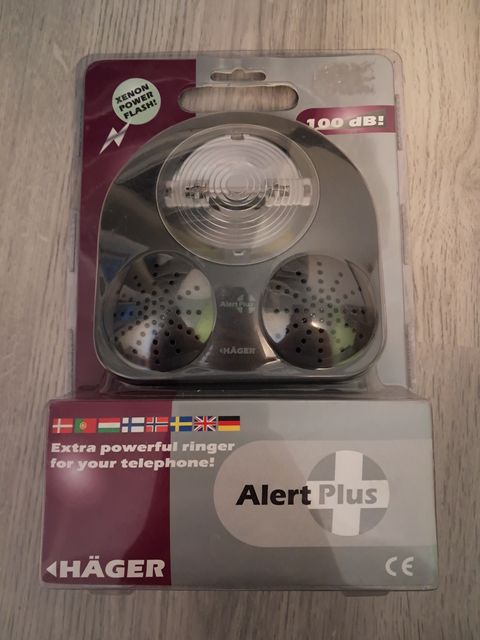 XENON
POWER
FLASH!
100 dB!
Alert Plus
HÄGER
Extra powerful ringer
for your telephone!
Alert Plus
HÄGER
CE